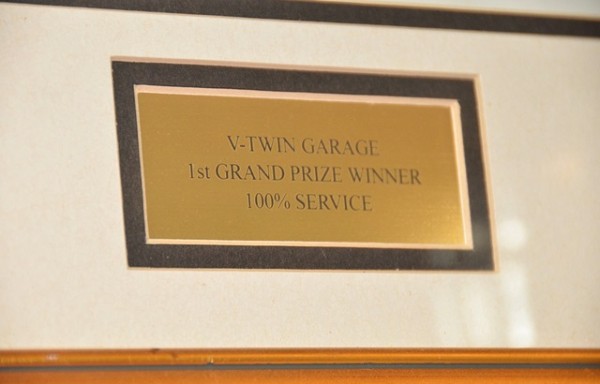 V-TWIN GARAGE
1st GRAND PRIZE WINNER
100% SERVICE